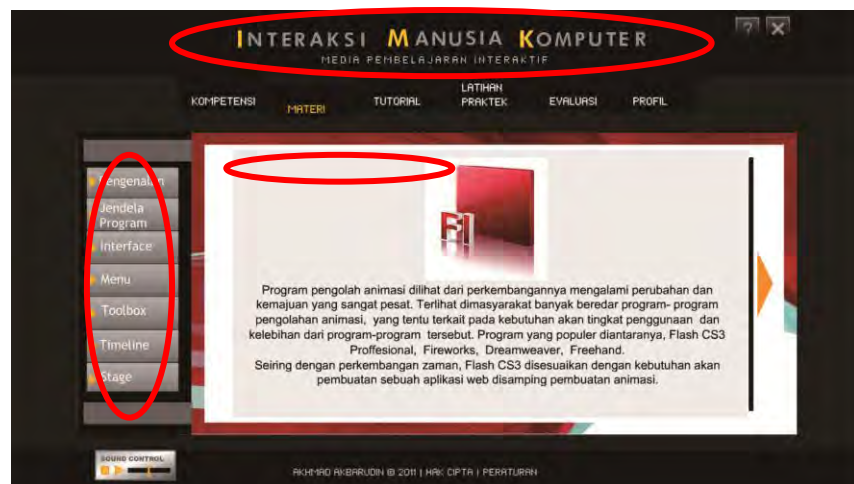 INTERAKSI MANUSIA KOMPUTER
MEDIA PEMBELAJARAN INTERAKTIF
? X
KOMPETENSI MATERI TUTORIAL LATIHAN PRAKTEK EVALUASI PROFIL
Pengenalan
Jendela
Program
Interface
Menu
Toolbox
Timeline
Stage
Fl
Program pengolah animasi dilihat dari perkembangannya mengalami perubahan dan
kemajuan yang sangat pesat. Terlihat dimasyarakat banyak beredar program- program
pengolahan animasi, yang tentu terkait pada kebutuhan akan tingkat penggunaan dan
kelebihan dari program-program tersebut. Program yang populer diantaranya, Flash CS3
Proffesional, Fireworks, Dreamweaver, Freehand.
Seiring dengan perkembangan zaman, Flash CS3 disesuaikan dengan kebutuhan akan
pembuatan sebuah aplikasi web disamping pembuatan animasi.
SOUND CONTROL
AKHMAD AKBARUDIN © 2011 | HAK CIPTA | PERATURAN